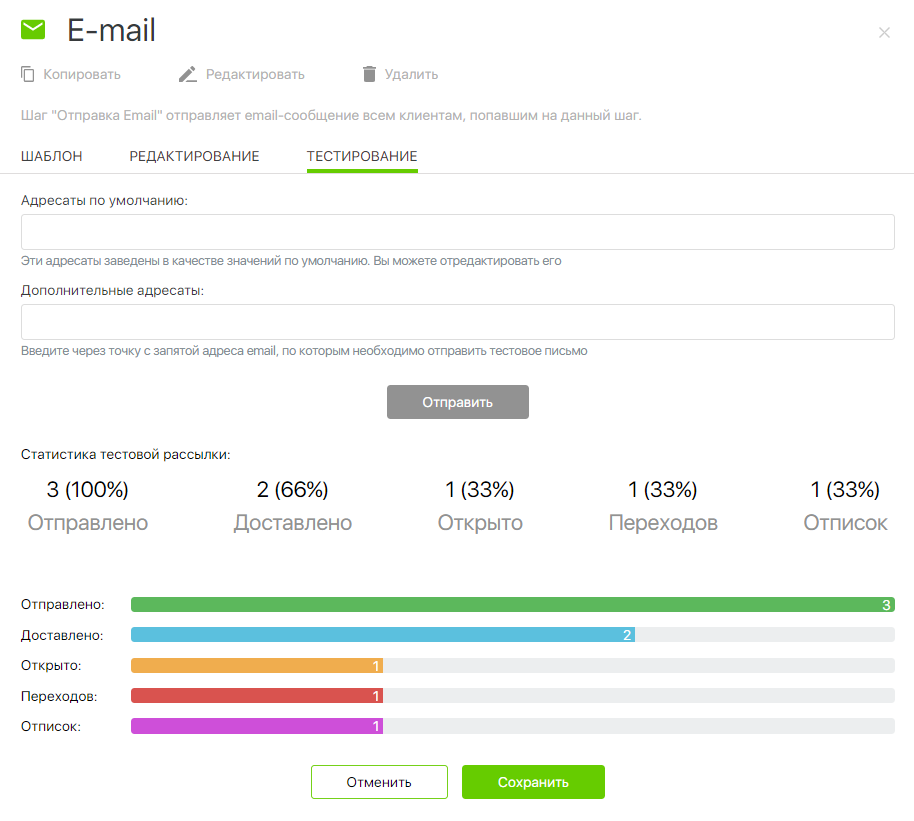 E-mail
Копировать Редактировать Удалить
Шаг "Отправка Email" отправляет email-сообщение всем клиентам, попавшим на данный шаг.
ШАБЛОН РЕДАКТИРОВАНИЕ ТЕСТИРОВАНИЕ
Адресаты по умолчанию:
Эти адресаты заведены в качестве значений по умолчанию. Вы можете отредактировать его
Дополнительные адресаты:
Введите через точку с запятой адреса email, по которым необходимо отправить тестовое письмо
Отправить
Статистика тестовой рассылки:
3 (100%) 2 (66%) 1 (33%) 1 (33%) 1 (33%)
Отправлено Доставлено Открыто Переходов Отписок
Отправлено: 3
Доставлено: 2
Открыто: 1
Переходов: 1
Отписок: 1
Отменить Сохранить